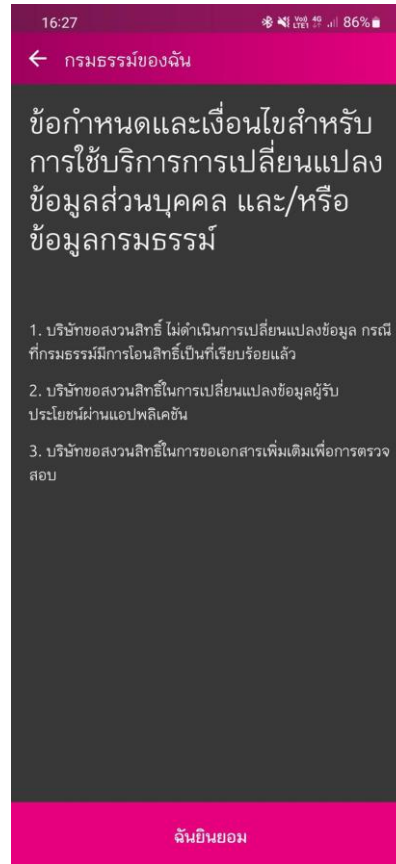 16:27 Vo)) 4G LTE1 86%
กรมธรรม์ของฉัน
ข้อกำหนดและเงื่อนไขสำหรับ
การใช้บริการการเปลี่ยนแปลง
ข้อมูลส่วนบุคคล และ/หรือ
ข้อมูลกรมธรรม์
1. บริษัทขอสงวนสิทธิ์ ไม่ดำเนินการเปลี่ยนแปลงข้อมูล กรณี
ที่กรมธรรม์มีการโอนสิทธิ์เป็นที่เรียบร้อยแล้ว
2. บริษัทขอสงวนสิทธิ์ในการเปลี่ยนแปลงข้อมูลผู้รับ
ประโยชน์ผ่านแอปพลิเคชัน
3. บริษัทขอสงวนสิทธิ์ในการขอเอกสารเพิ่มเติมเพื่อการตรวจ
สอบ
ฉันยินยอม